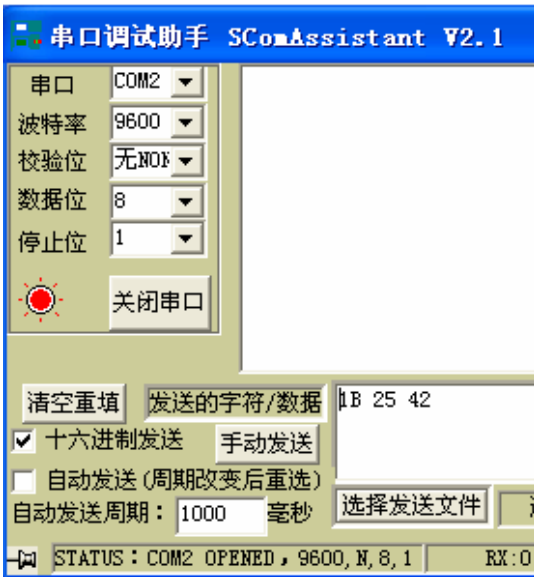 串口调试助手 SComAssistant V2.1
串口 COM2
波特率 9600
校验位 无NON
数据位 8
停止位 1
关闭串口
清空重填 发送的字符/数据 1B 25 42
十六进制发送 手动发送
自动发送(周期改变后重选)
自动发送周期： 1000 毫秒 选择发送文件
STATUS：COM2 OPENED，9600,N,8,1 RX:0